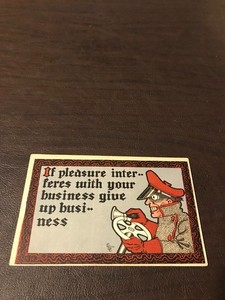 If pleasure inter--
feres with your
business give
up busi--
ness